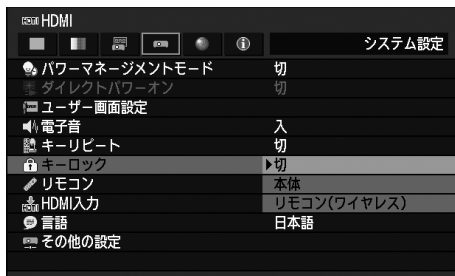 HDMI HDMI
システム設定
パワーマネージメントモード 切
ダイレクトパワーオン 切
ユーザー画面設定
電子音 入
キーリピート 切
キーロック ▶切
リモコン 本体
HDMI入力 リモコン(ワイヤレス)
言語 日本語
その他の設定